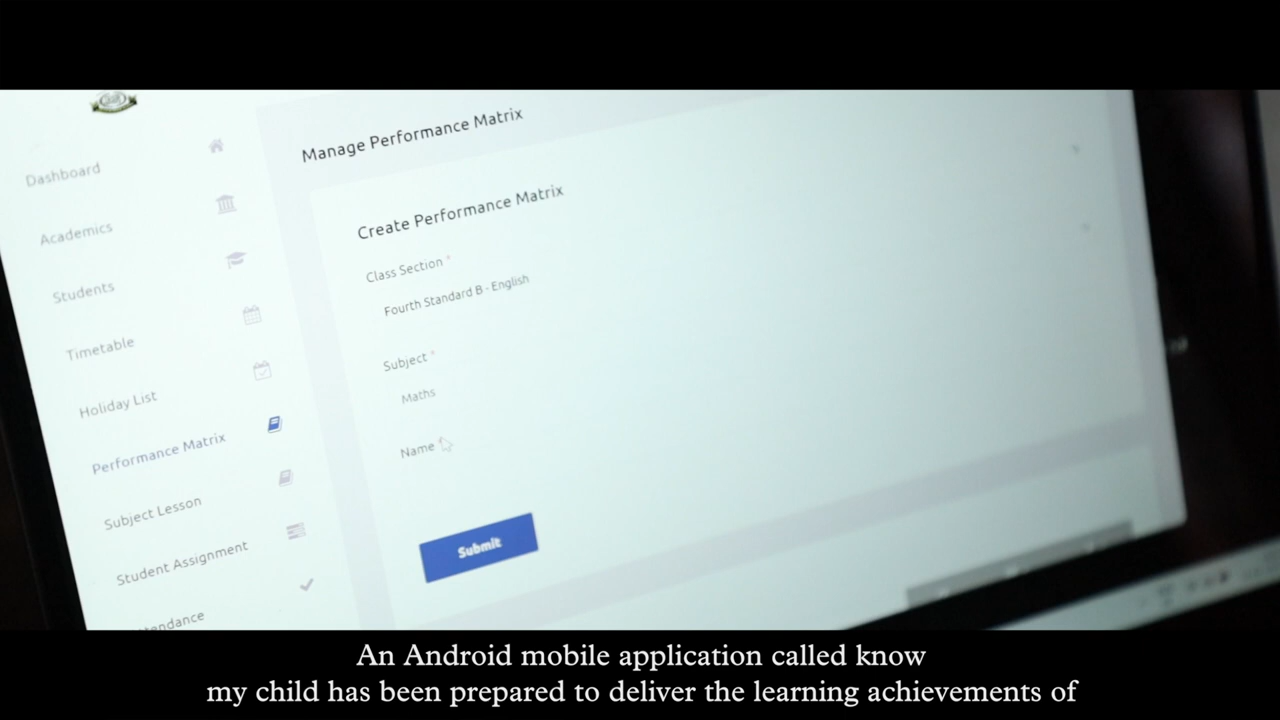 Manage Performance Matrix
Create Performance Matrix
Class Section *
Fourth Standard B - English
Subject *
Maths
Name *
Submit
Dashboard
Academics
Students
Timetable
Holiday List
Performance Matrix
Subject Lesson
Student Assignment
An Android mobile application called know
my child has been prepared to deliver the learning achievements of